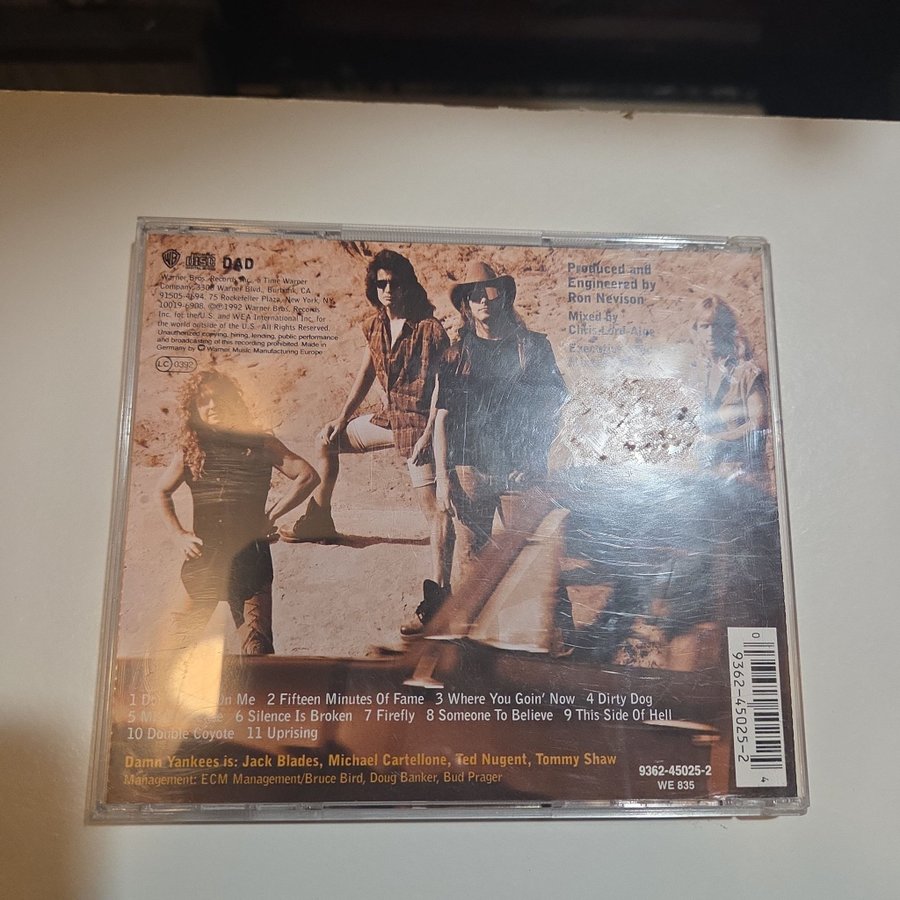 WB disc DAD
Warner Bros. Records Inc., a Time Warner
Company, 3300 Warner Blvd., Burbank, CA
91505-4694. 75 Rockefeller Plaza, New York, NY
10019-6908. ©℗1992 Warner Bros. Records
Inc. for the U.S. and WEA International Inc. for
the world outside of the U.S. All Rights Reserved.
Unauthorized copying, hiring, lending, public performance
and broadcasting of this recording prohibited. Made in
Germany by Warner Music Manufacturing Europe
LC 0392
Produced and
Engineered by
Ron Nevison
Mixed by
Chris Lord-Alge
1 On Me 2 Fifteen Minutes Of Fame 3 Where You Goin' Now 4 Dirty Dog
5 6 Silence Is Broken 7 Firefly 8 Someone To Believe 9 This Side Of Hell
10 Double Coyote 11 Uprising
Damn Yankees is: Jack Blades, Michael Cartellone, Ted Nugent, Tommy Shaw
Management: ECM Management/Bruce Bird, Doug Banker, Bud Prager
9362-45025-2
WE 835
0 9362-45025-2 4